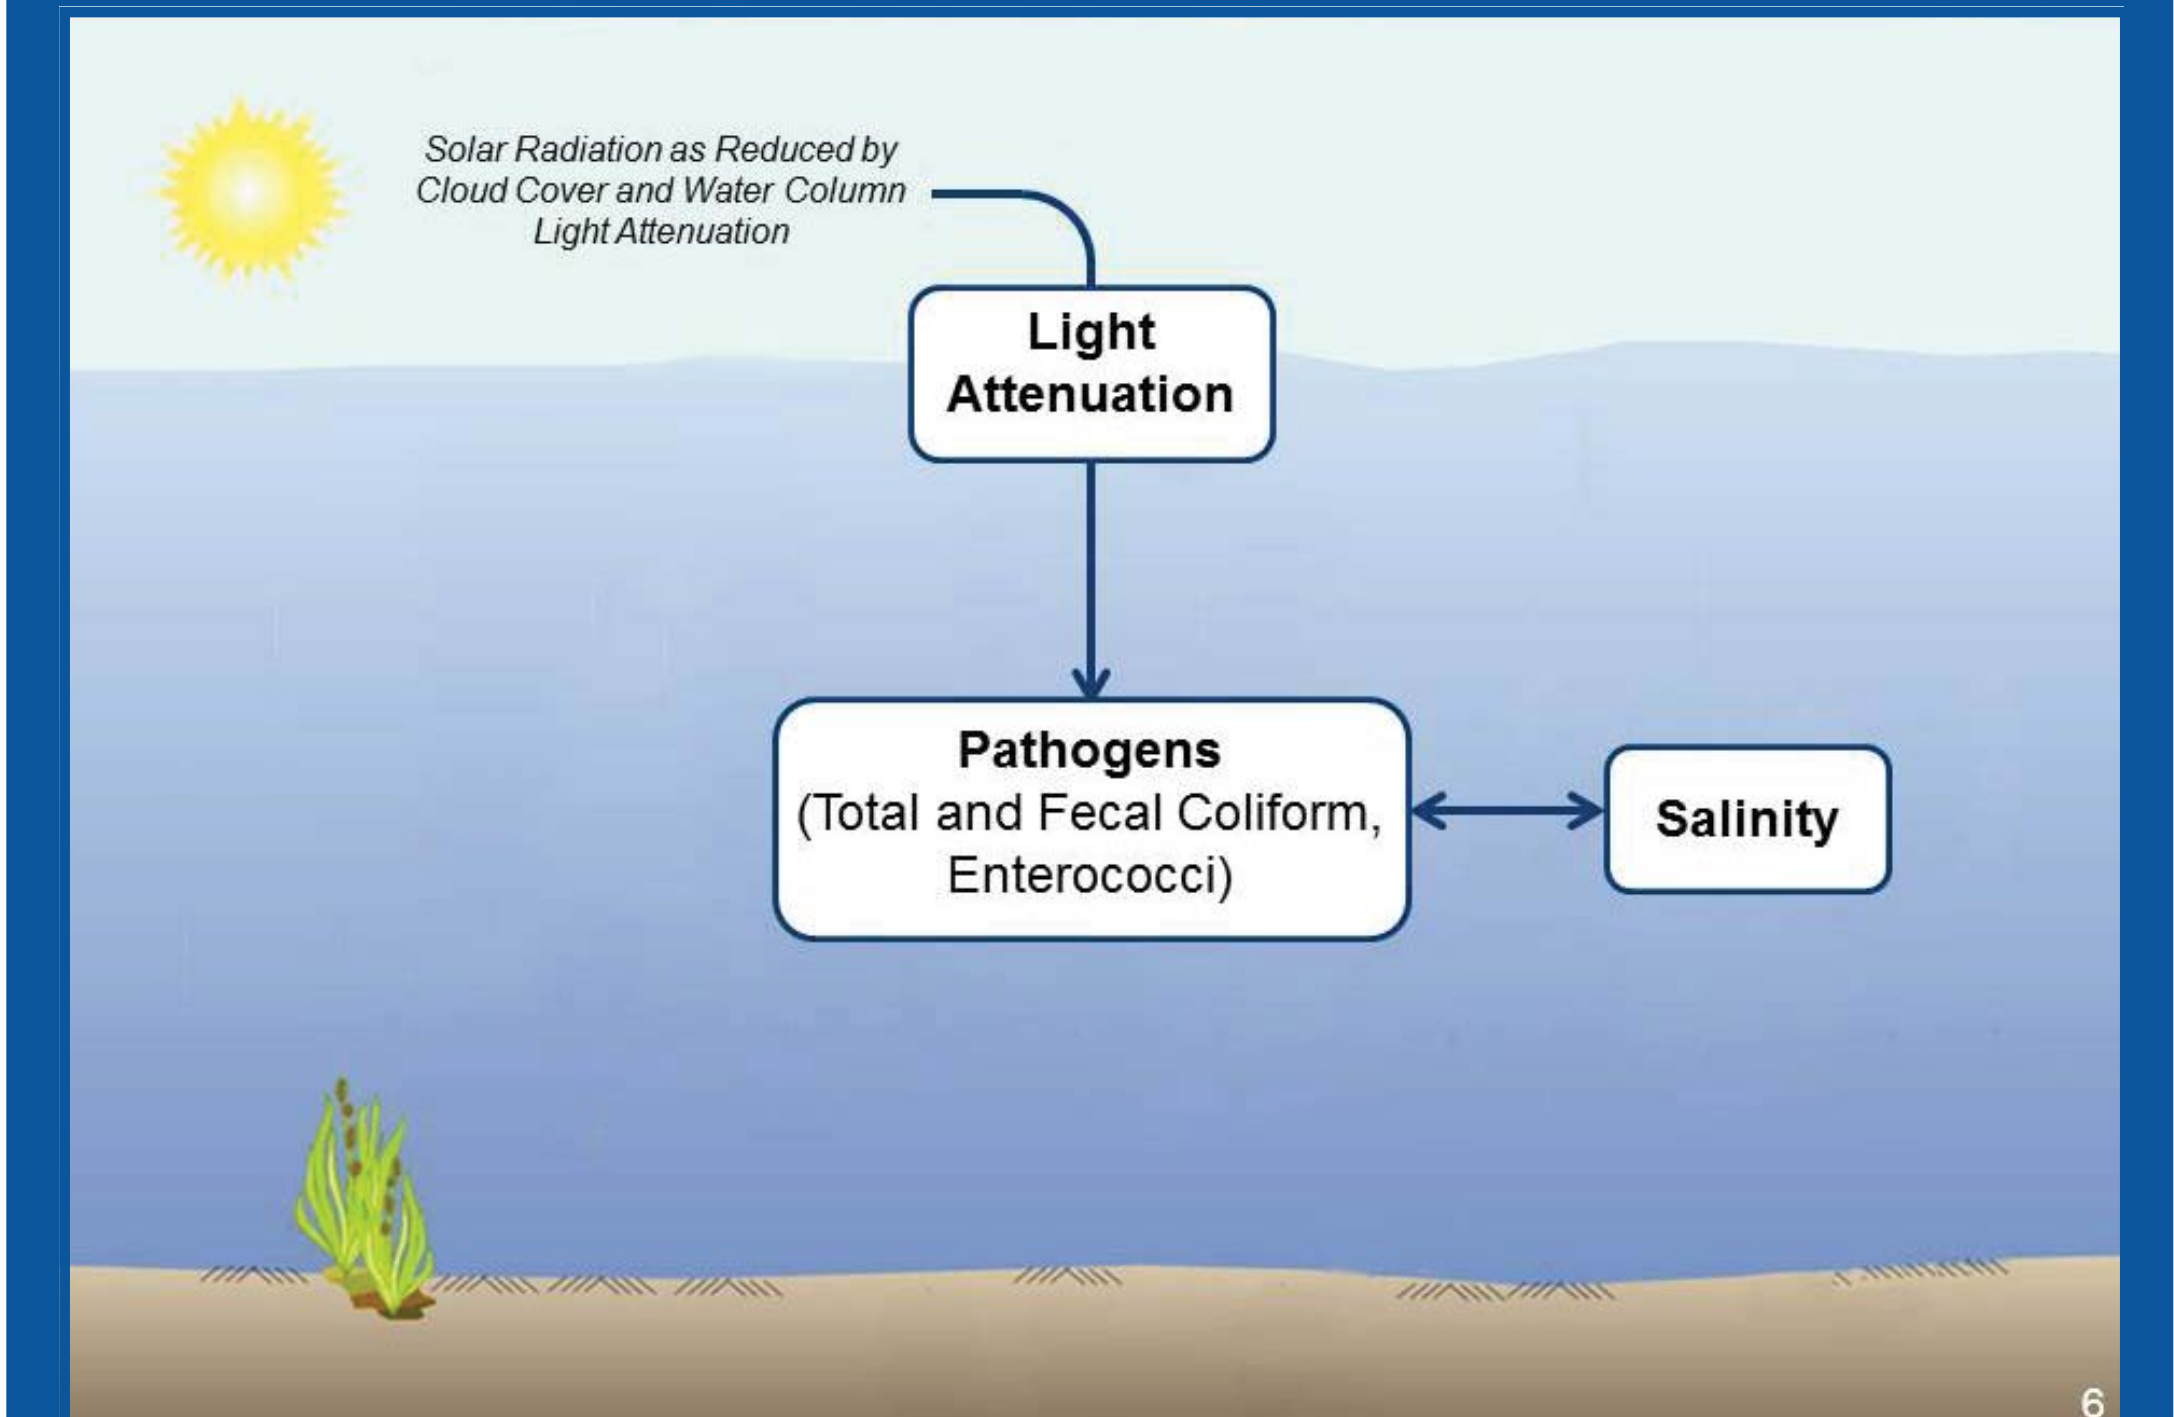 Solar Radiation as Reduced by
Cloud Cover and Water Column
Light Attenuation
Light
Attenuation
Pathogens
(Total and Fecal Coliform,
Enterococci)
Salinity
6